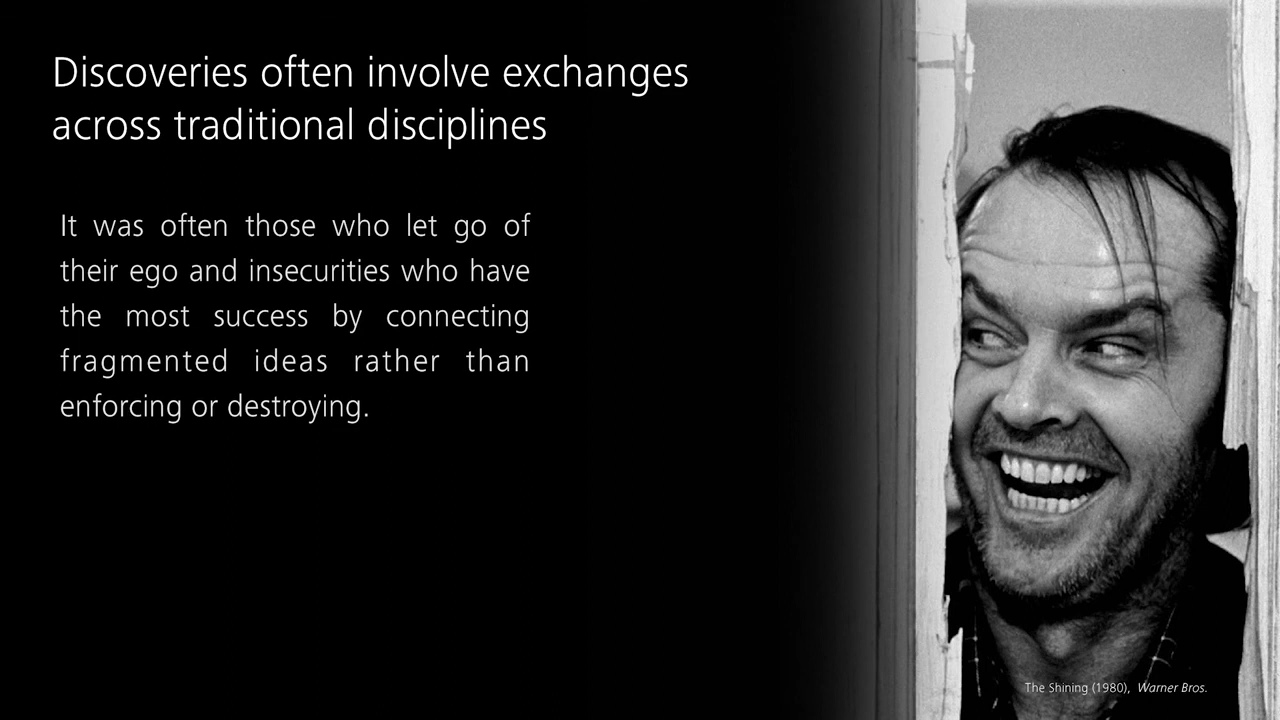 Discoveries often involve exchanges
across traditional disciplines
It was often those who let go of
their ego and insecurities who have
the most success by connecting
fragmented ideas rather than
enforcing or destroying.
The Shining (1980), Warner Bros.